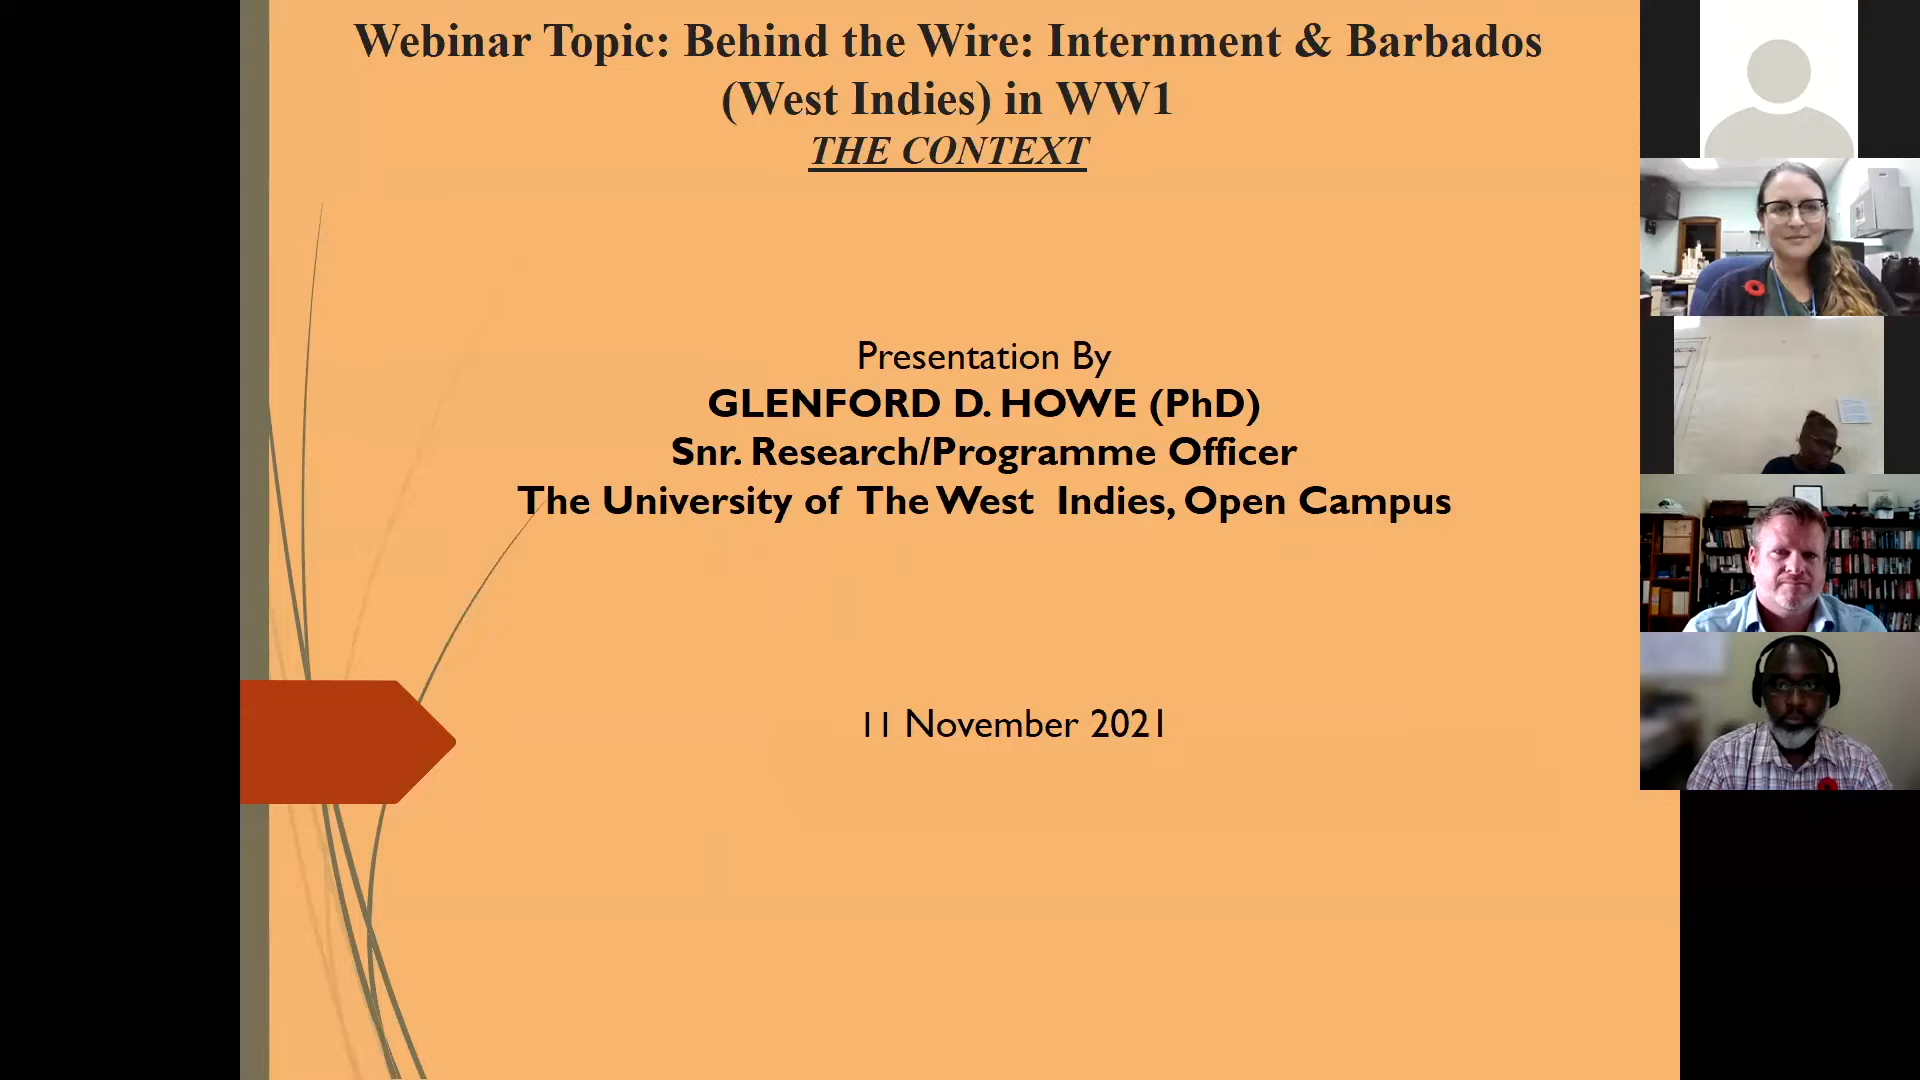 Webinar Topic: Behind the Wire: Internment & Barbados
(West Indies) in WW1
THE CONTEXT
Presentation By
GLENFORD D. HOWE (PhD)
Snr. Research/Programme Officer
The University of The West Indies, Open Campus
11 November 2021